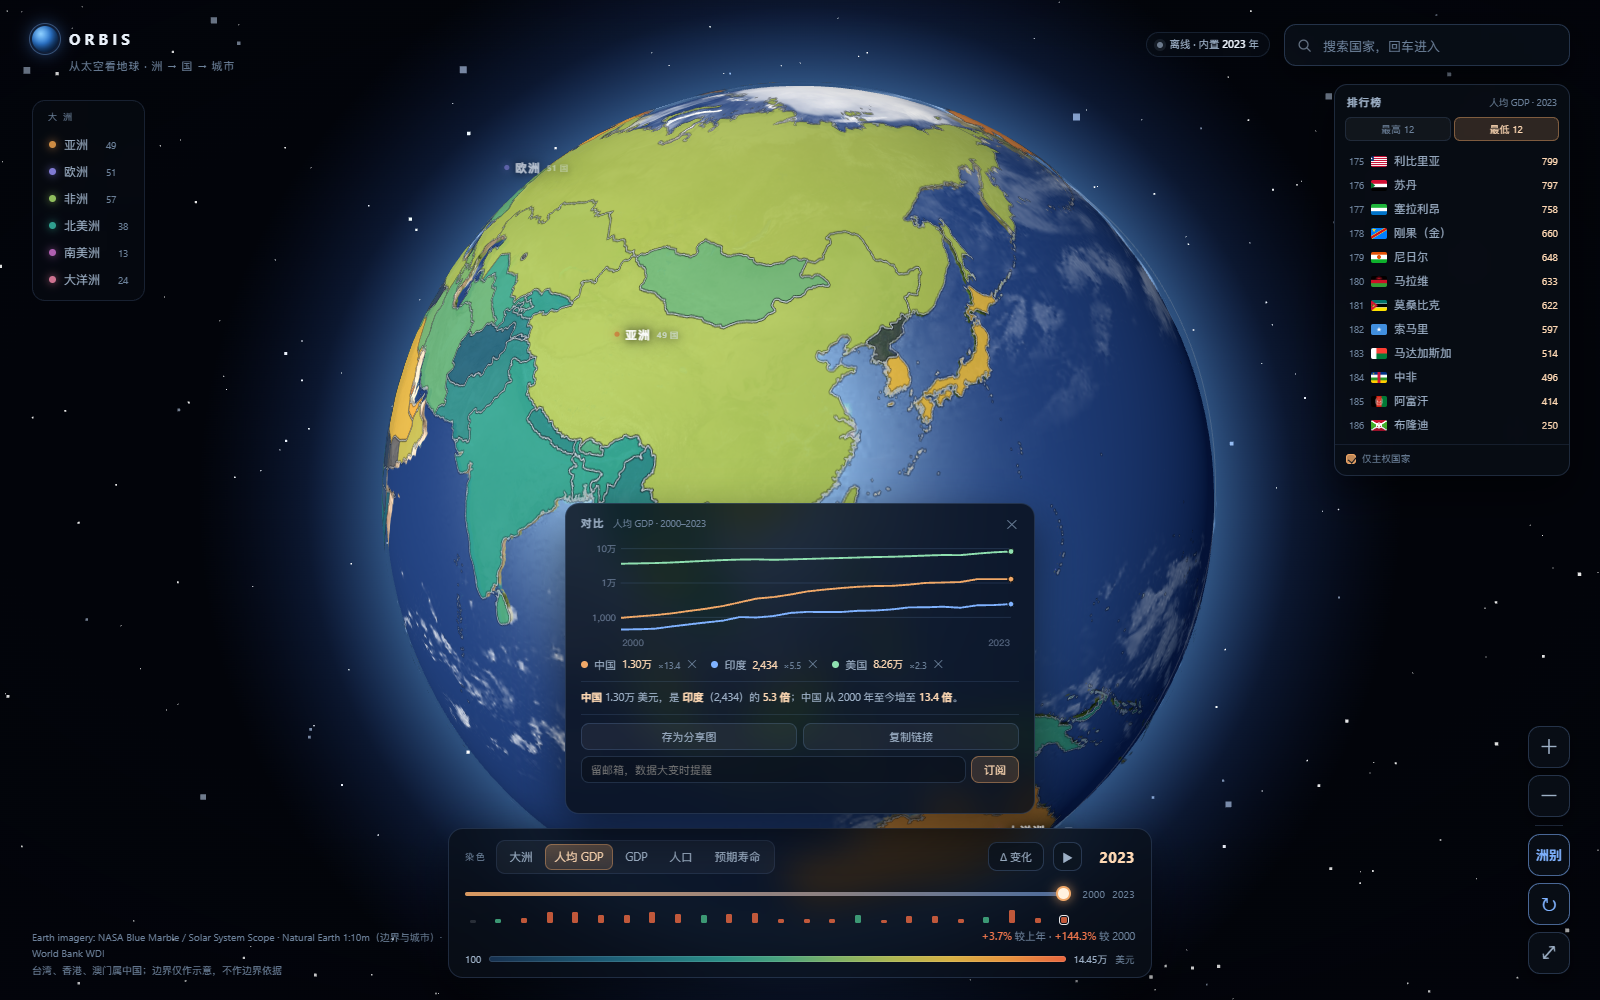 ORBIS
从太空看地球 · 洲 → 国 → 城市
离线 · 内置 2023 年
搜索国家，回车进入
大 洲
亚洲 49
欧洲 51
非洲 57
北美洲 38
南美洲 13
大洋洲 24
欧洲 51 国
亚洲 49 国
排行榜 人均 GDP · 2023
最高 12 最低 12
175 利比里亚 799
176 苏丹 797
177 塞拉利昂 758
178 刚果（金） 660
179 尼日尔 648
180 马拉维 633
181 莫桑比克 622
182 索马里 597
183 马达加斯加 514
184 中非 496
185 阿富汗 414
186 布隆迪 250
仅主权国家
对比 人均 GDP · 2000–2023
10万
1万
1,000
2000 2023
中国 1.30万 ×13.4 印度 2,434 ×5.5 美国 8.26万 ×2.3
中国 1.30万 美元，是 印度（2,434）的 5.3 倍；中国 从 2000 年至今增至 13.4 倍。
存为分享图 复制链接
留邮箱，数据大变时提醒 订阅
染色 大洲 人均 GDP GDP 人口 预期寿命 Δ 变化 ▶ 2023
2000 2023
+3.7% 较上年 · +144.3% 较 2000
100 14.45万 美元
洲别
Earth imagery: NASA Blue Marble / Solar System Scope · Natural Earth 1:10m（边界与城市） ·
World Bank WDI
台湾、香港、澳门属中国；边界仅作示意，不作边界依据